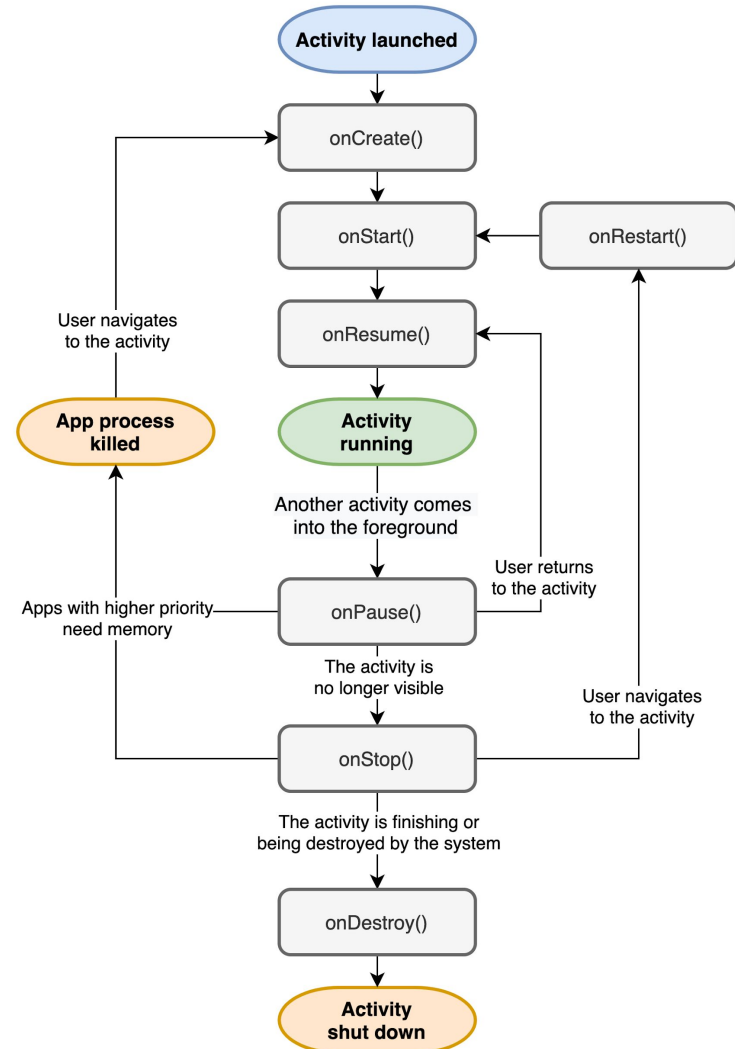 Activity launched
onCreate()
onStart()
onRestart()
User navigates
to the activity
onResume()
App process
killed
Activity
running
Another activity comes
into the foreground
User returns
to the activity
Apps with higher priority
need memory
onPause()
The activity is
no longer visible
User navigates
to the activity
onStop()
The activity is finishing or
being destroyed by the system
onDestroy()
Activity
shut down